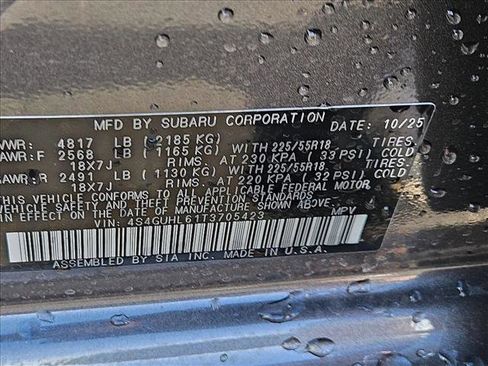 MFD BY SUBARU CORPORATION DATE: 10/25
VWR: 4817 LB (2185 KG)
AWR:F 2568 LB (1165 KG) WITH 225/55R18 TIRES,
18X7J RIMS, AT 230 KPA (33 PSI) COLD
AWR:R 2491 LB (1130 KG) WITH 225/55R18 TIRES,
18X7J RIMS, AT 220 KPA (32 PSI) COLD
THIS VEHICLE CONFORMS TO ALL APPLICABLE FEDERAL MOTOR
VEHICLE SAFETY, BUMPER, AND THEFT PREVENTION STANDARDS
IN EFFECT ON THE DATE OF MANUFACTURE SHOWN ABOVE.
VIN: 4S4GUHL61T3705423 MPV
ASSEMBLED BY SIA INC. MADE IN U.S.A.